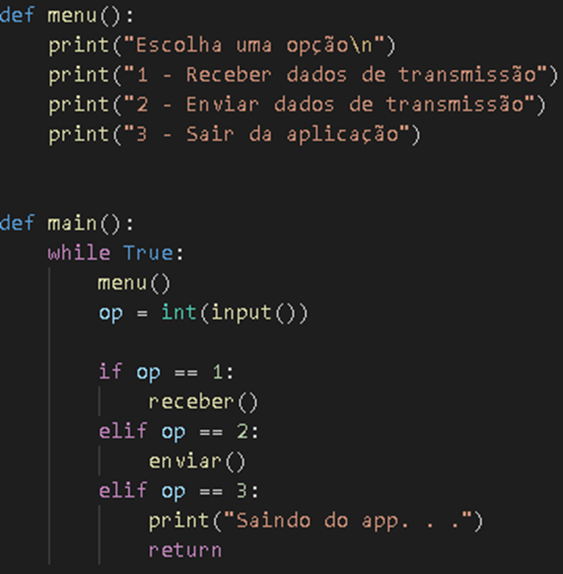 def menu():
    print("Escolha uma opção\n")
    print("1 - Receber dados de transmissão")
    print("2 - Enviar dados de transmissão")
    print("3 - Sair da aplicação")
def main():
    while True:
        menu()
        op = int(input())
        if op == 1:
            receber()
        elif op == 2:
            enviar()
        elif op == 3:
            print("Saindo do app. . .")
            return